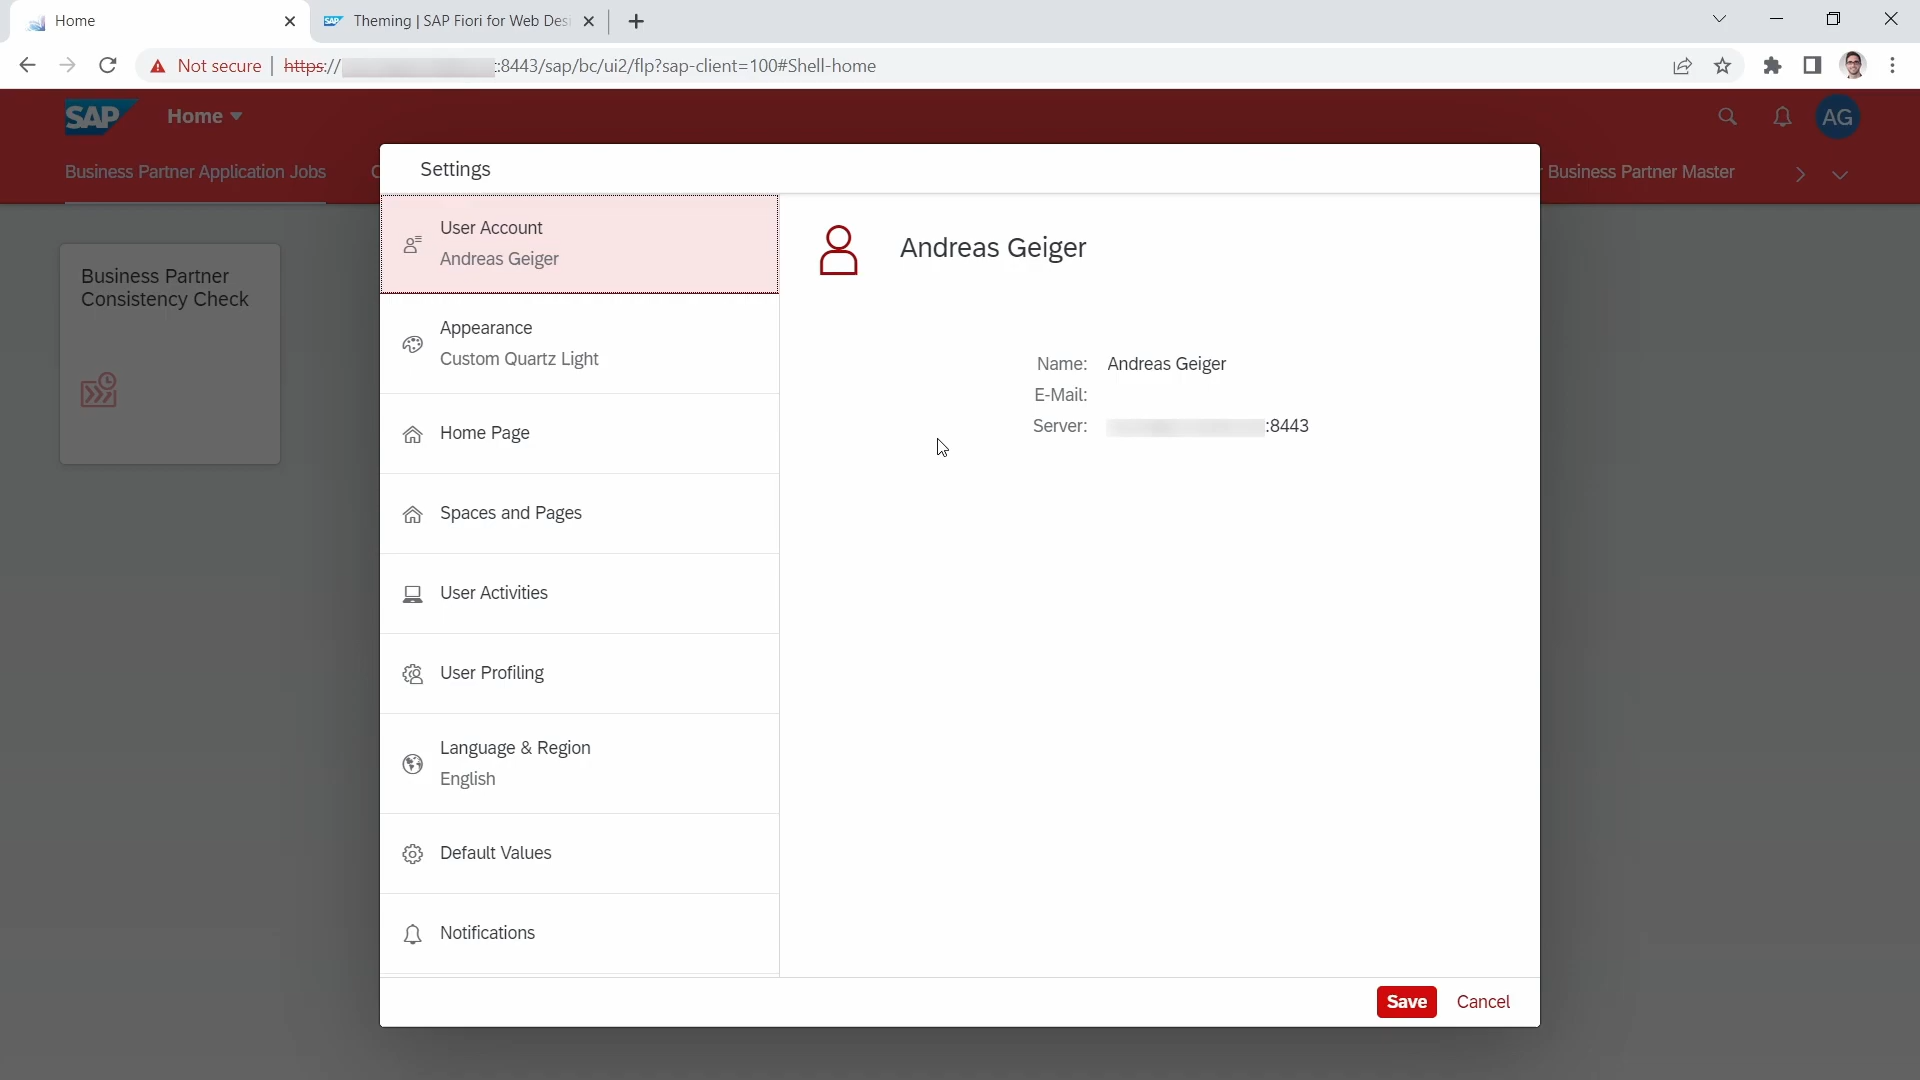 Home
Theming | SAP Fiori for Web Des
Not secure
https://
:8443/sap/bc/ui2/flp?sap-client=100#Shell-home
SAP
Home
AG
Business Partner Application Jobs
Business Partner Master
Settings
Business Partner
Consistency Check
User Account
Andreas Geiger
Appearance
Custom Quartz Light
Home Page
Spaces and Pages
User Activities
User Profiling
Language & Region
English
Default Values
Notifications
Andreas Geiger
Name: Andreas Geiger
E-Mail:
Server: :8443
Save
Cancel